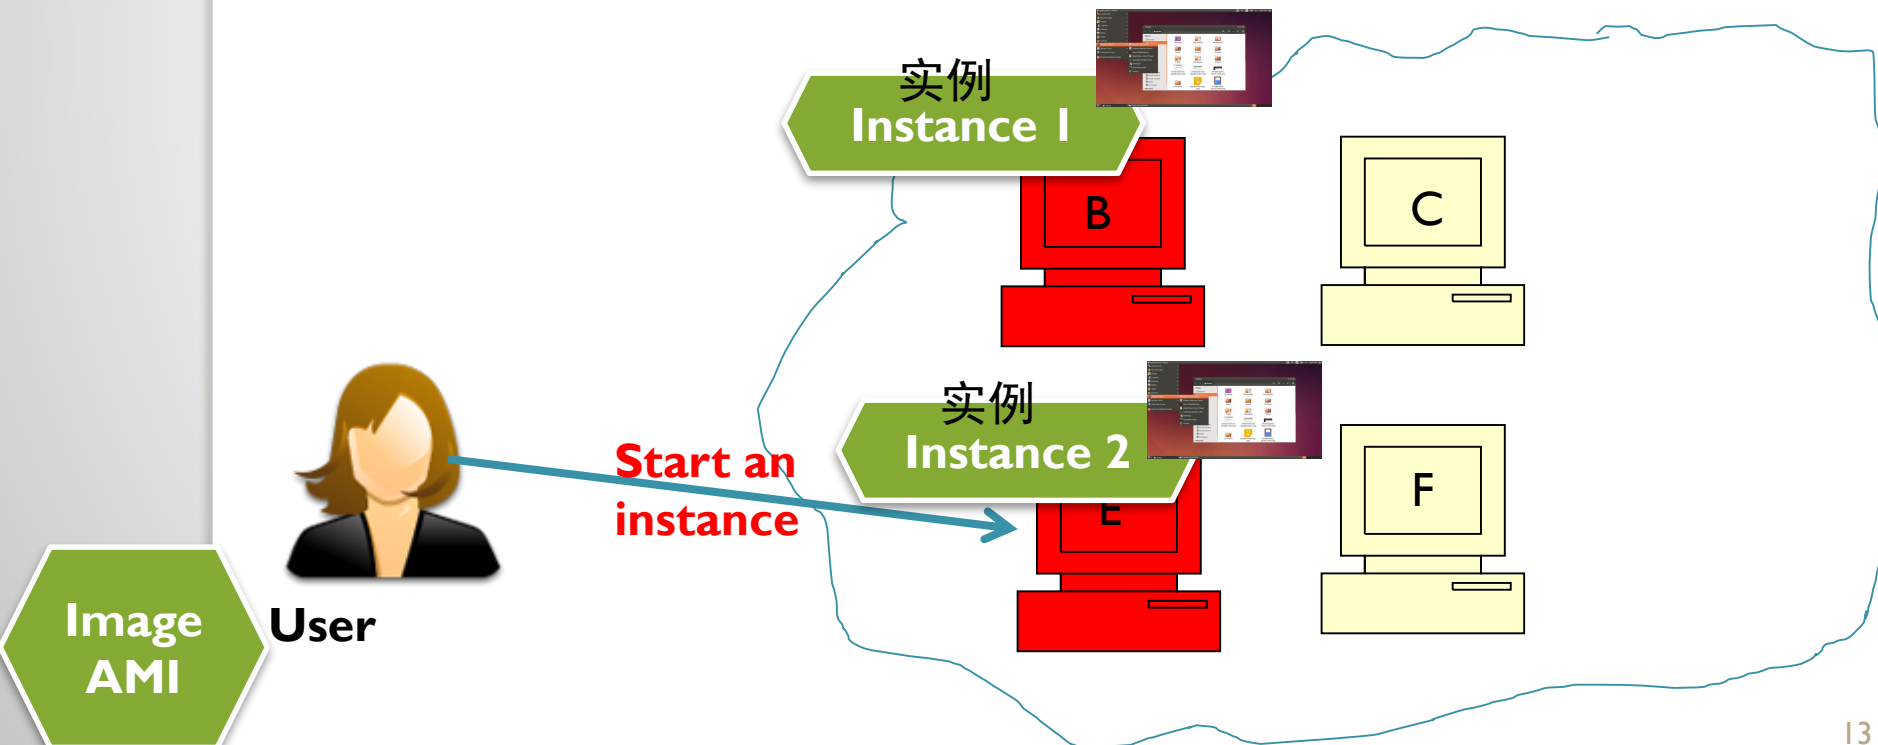 实例
Instance 1
B
C
实例
Instance 2
Start an
instance
E
F
Image
AMI
User
13